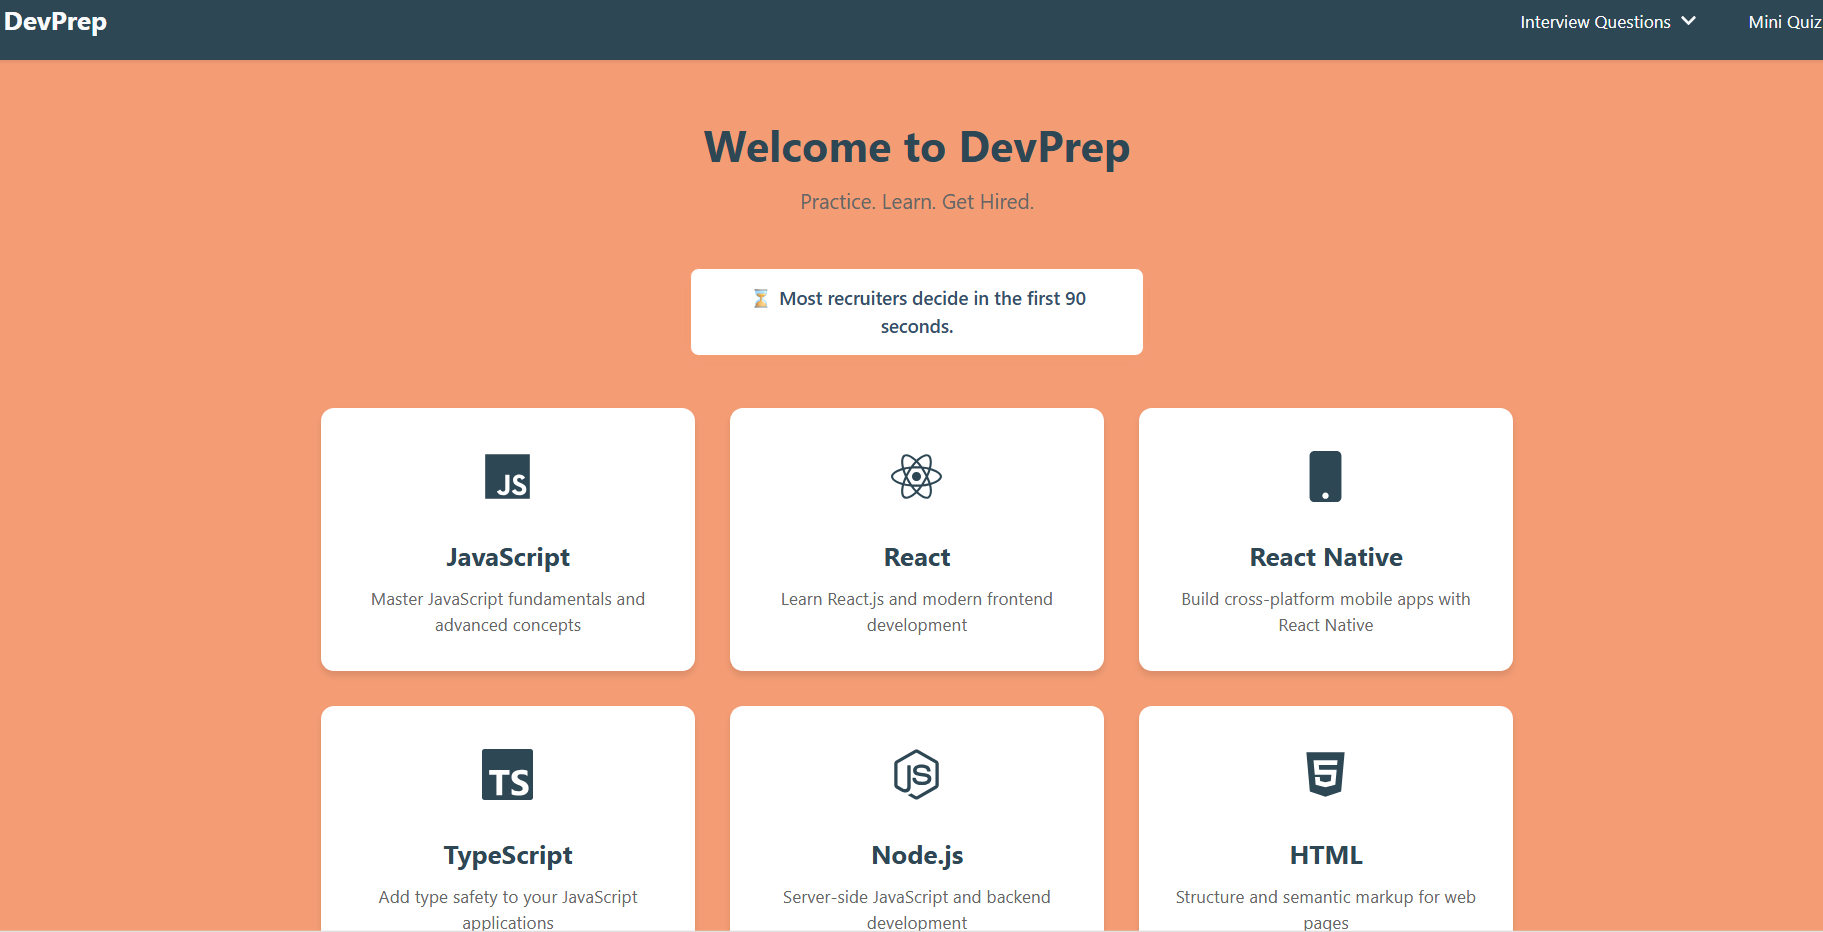 DevPrep
Interview Questions
Mini Quiz
Welcome to DevPrep
Practice. Learn. Get Hired.
⏳ Most recruiters decide in the first 90
seconds.
JS
JavaScript
Master JavaScript fundamentals and
advanced concepts
React
Learn React.js and modern frontend
development
React Native
Build cross-platform mobile apps with
React Native
TS
TypeScript
Add type safety to your JavaScript
applications
JS
Node.js
Server-side JavaScript and backend
development
5
HTML
Structure and semantic markup for web
pages